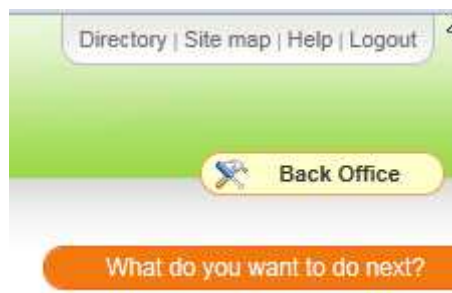 Directory | Site map | Help | Logout
Back Office
What do you want to do next?